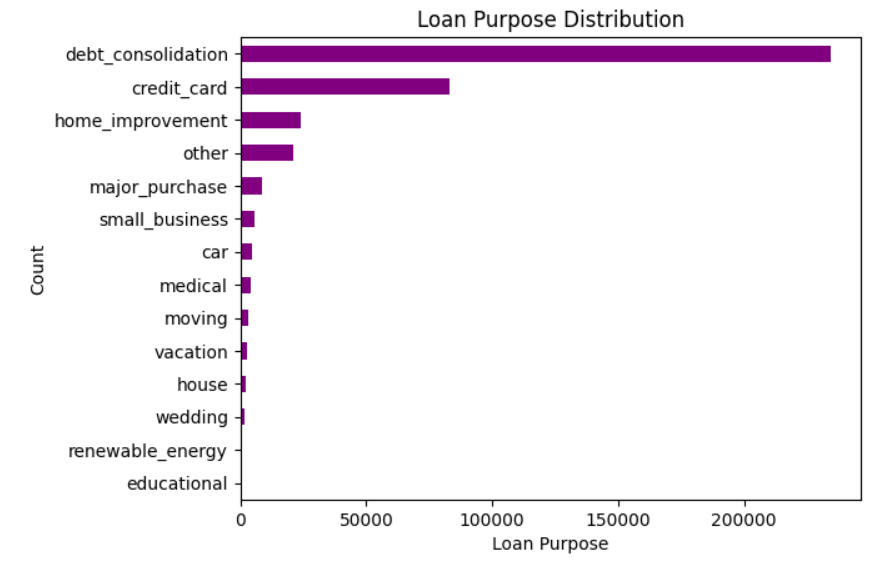 Loan Purpose Distribution
debt_consolidation
credit_card
home_improvement
other
major_purchase
small_business
car
medical
moving
vacation
house
wedding
renewable_energy
educational
Count
0 50000 100000 150000 200000
Loan Purpose